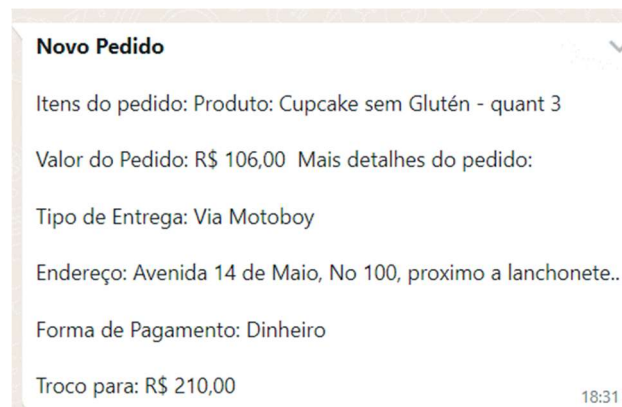 Novo Pedido
Itens do pedido: Produto: Cupcake sem Glutén - quant 3
Valor do Pedido: R$ 106,00  Mais detalhes do pedido:
Tipo de Entrega: Via Motoboy
Endereço: Avenida 14 de Maio, No 100, proximo a lanchonete..
Forma de Pagamento: Dinheiro
Troco para: R$ 210,00
18:31